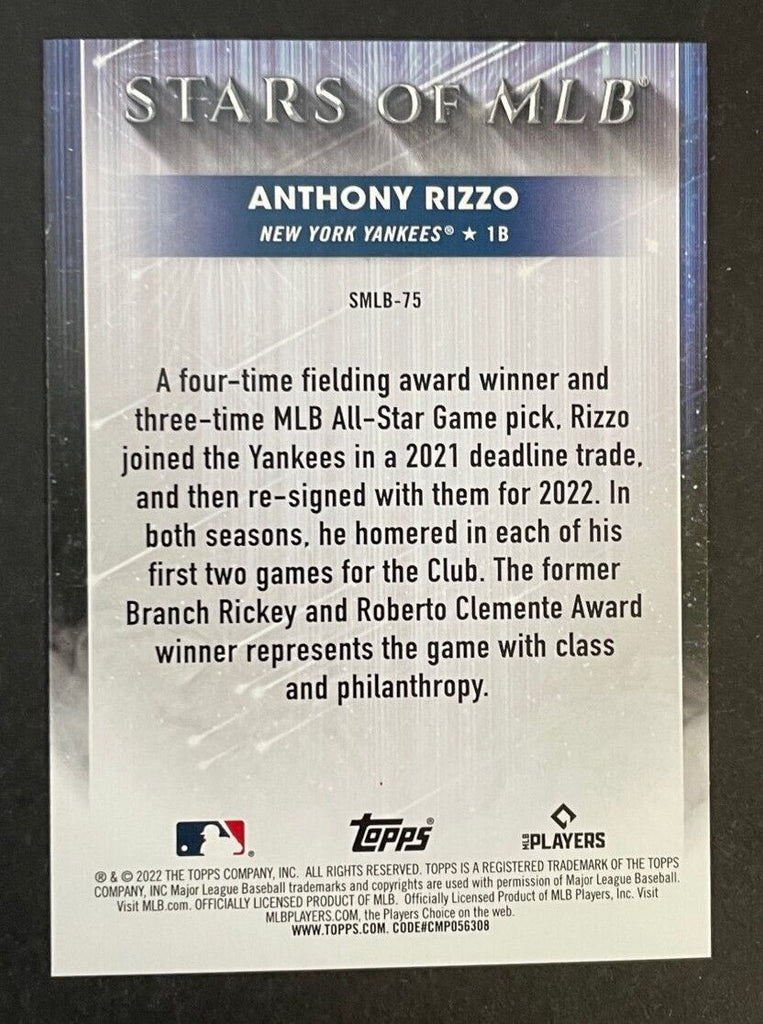 STARS OF MLB®
ANTHONY RIZZO
NEW YORK YANKEES® ★ 1B
SMLB-75
A four-time fielding award winner and
three-time MLB All-Star Game pick, Rizzo
joined the Yankees in a 2021 deadline trade,
and then re-signed with them for 2022. In
both seasons, he homered in each of his
first two games for the Club. The former
Branch Rickey and Roberto Clemente Award
winner represents the game with class
and philanthropy.
® Topps® MLB PLAYERS
® & © 2022 THE TOPPS COMPANY, INC. ALL RIGHTS RESERVED. TOPPS IS A REGISTERED TRADEMARK OF THE TOPPS
COMPANY, INC Major League Baseball trademarks and copyrights are used with permission of Major League Baseball.
Visit MLB.com. OFFICIALLY LICENSED PRODUCT OF MLB. Officially Licensed Product of MLB Players, Inc. Visit
MLBPLAYERS.COM, the Players Choice on the web.
WWW.TOPPS.COM. CODE#CMP056308